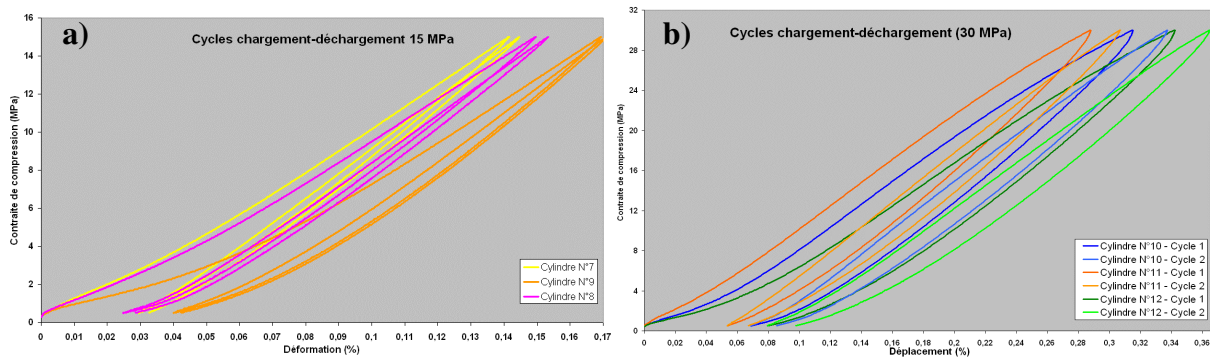 a)
Cycles chargement-déchargement 15 MPa
Contraite de compression (MPa)
16
14
12
10
8
6
4
2
0
0 0,01 0,02 0,03 0,04 0,05 0,06 0,07 0,08 0,09 0,1 0,11 0,12 0,13 0,14 0,15 0,16 0,17
Déformation (%)
Cylindre N°7
Cylindre N°9
Cylindre N°8
b)
Cycles chargement-déchargement (30 MPa)
Contraite de compression (MPa)
32
28
24
20
16
12
8
4
0
0 0,02 0,04 0,06 0,08 0,1 0,12 0,14 0,16 0,18 0,2 0,22 0,24 0,26 0,28 0,3 0,32 0,34 0,36
Déplacement (%)
Cylindre N°10 - Cycle 1
Cylindre N°10 - Cycle 2
Cylindre N°11 - Cycle 1
Cylindre N°11 - Cycle 2
Cylindre N°12 - Cycle 1
Cylindre N°12 - Cycle 2